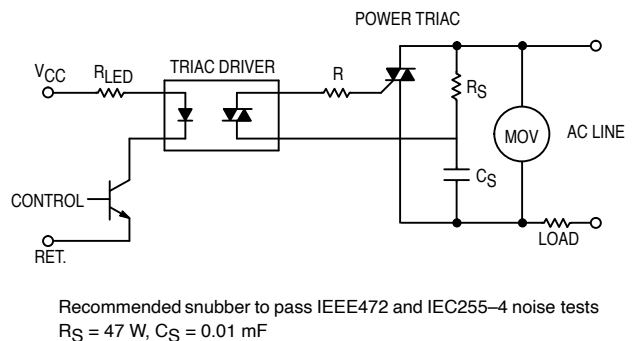 POWER TRIAC
VCC
RLED
TRIAC DRIVER
R
RS
MOV
AC LINE
CS
CONTROL
RET.
LOAD
Recommended snubber to pass IEEE472 and IEC255–4 noise tests
RS = 47 W, CS = 0.01 mF